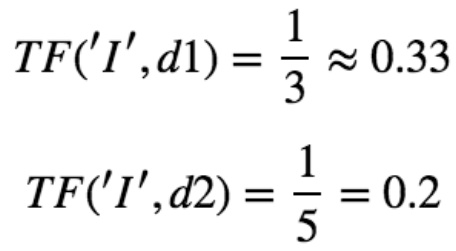 TF('I', d1) = 1/3 ≈ 0.33
TF('I', d2) = 1/5 = 0.2